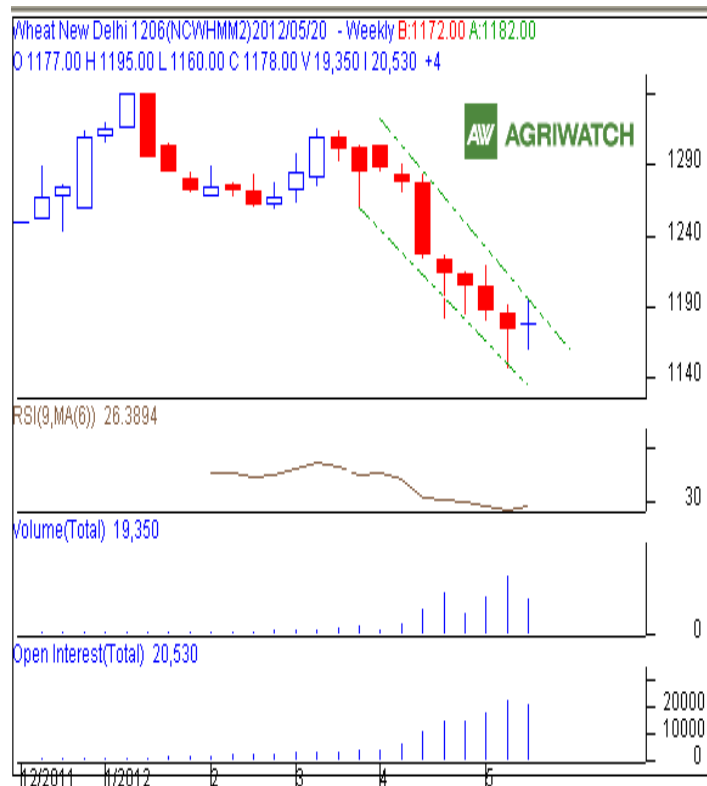 Wheat New Delhi 1206(NCWHMM2)2012/05/20 - Weekly B:1172.00 A:1182.00
O 1177.00 H 1195.00 L 1160.00 C 1178.00 V 19,350 I 20,530 +4
AW AGRIWATCH
1290
1240
1190
1140
RSI(9,MA(6)) 26.3894
30
Volume(Total) 19,350
0
Open Interest(Total) 20,530
20000
10000
0
12/2011 1/2012 2 3 4 5